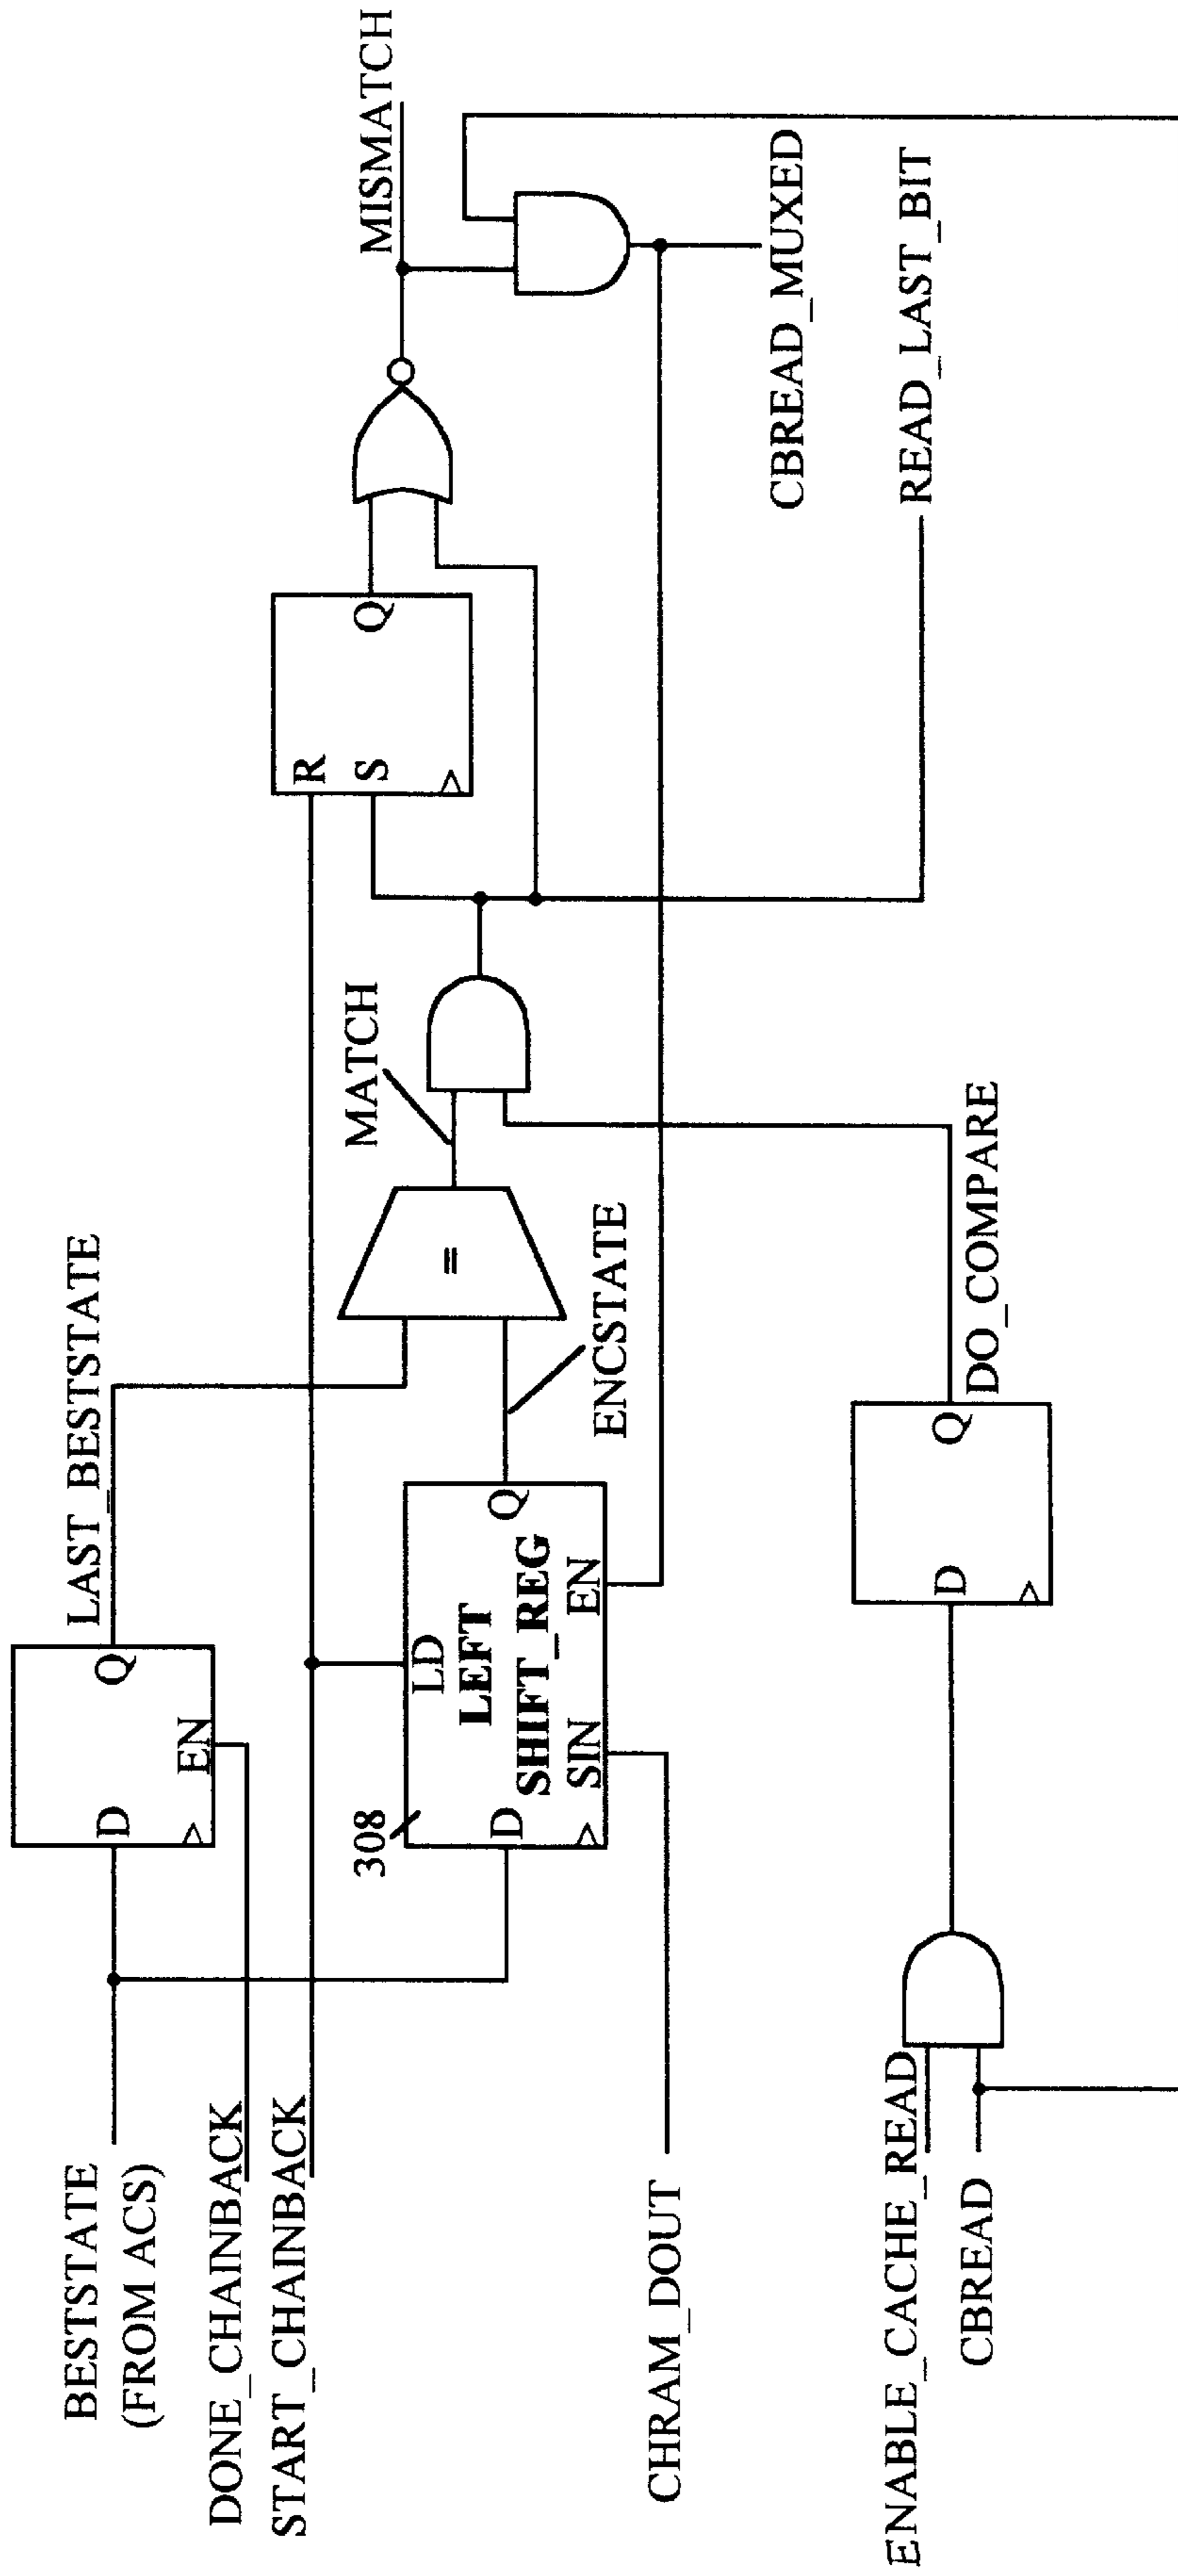 BESTSTATE
(FROM ACS)
DONE_CHAINBACK
START_CHAINBACK
CHRAM_DOUT
ENABLE_CACHE_READ
CBREAD
D
Q
EN
LAST_BESTSTATE
308
D
LD
LEFT
SHIFT_REG
SIN
EN
Q
ENCSTATE
=
MATCH
D
Q
DO_COMPARE
R
S
Q
MISMATCH
CBREAD_MUXED
READ_LAST_BIT